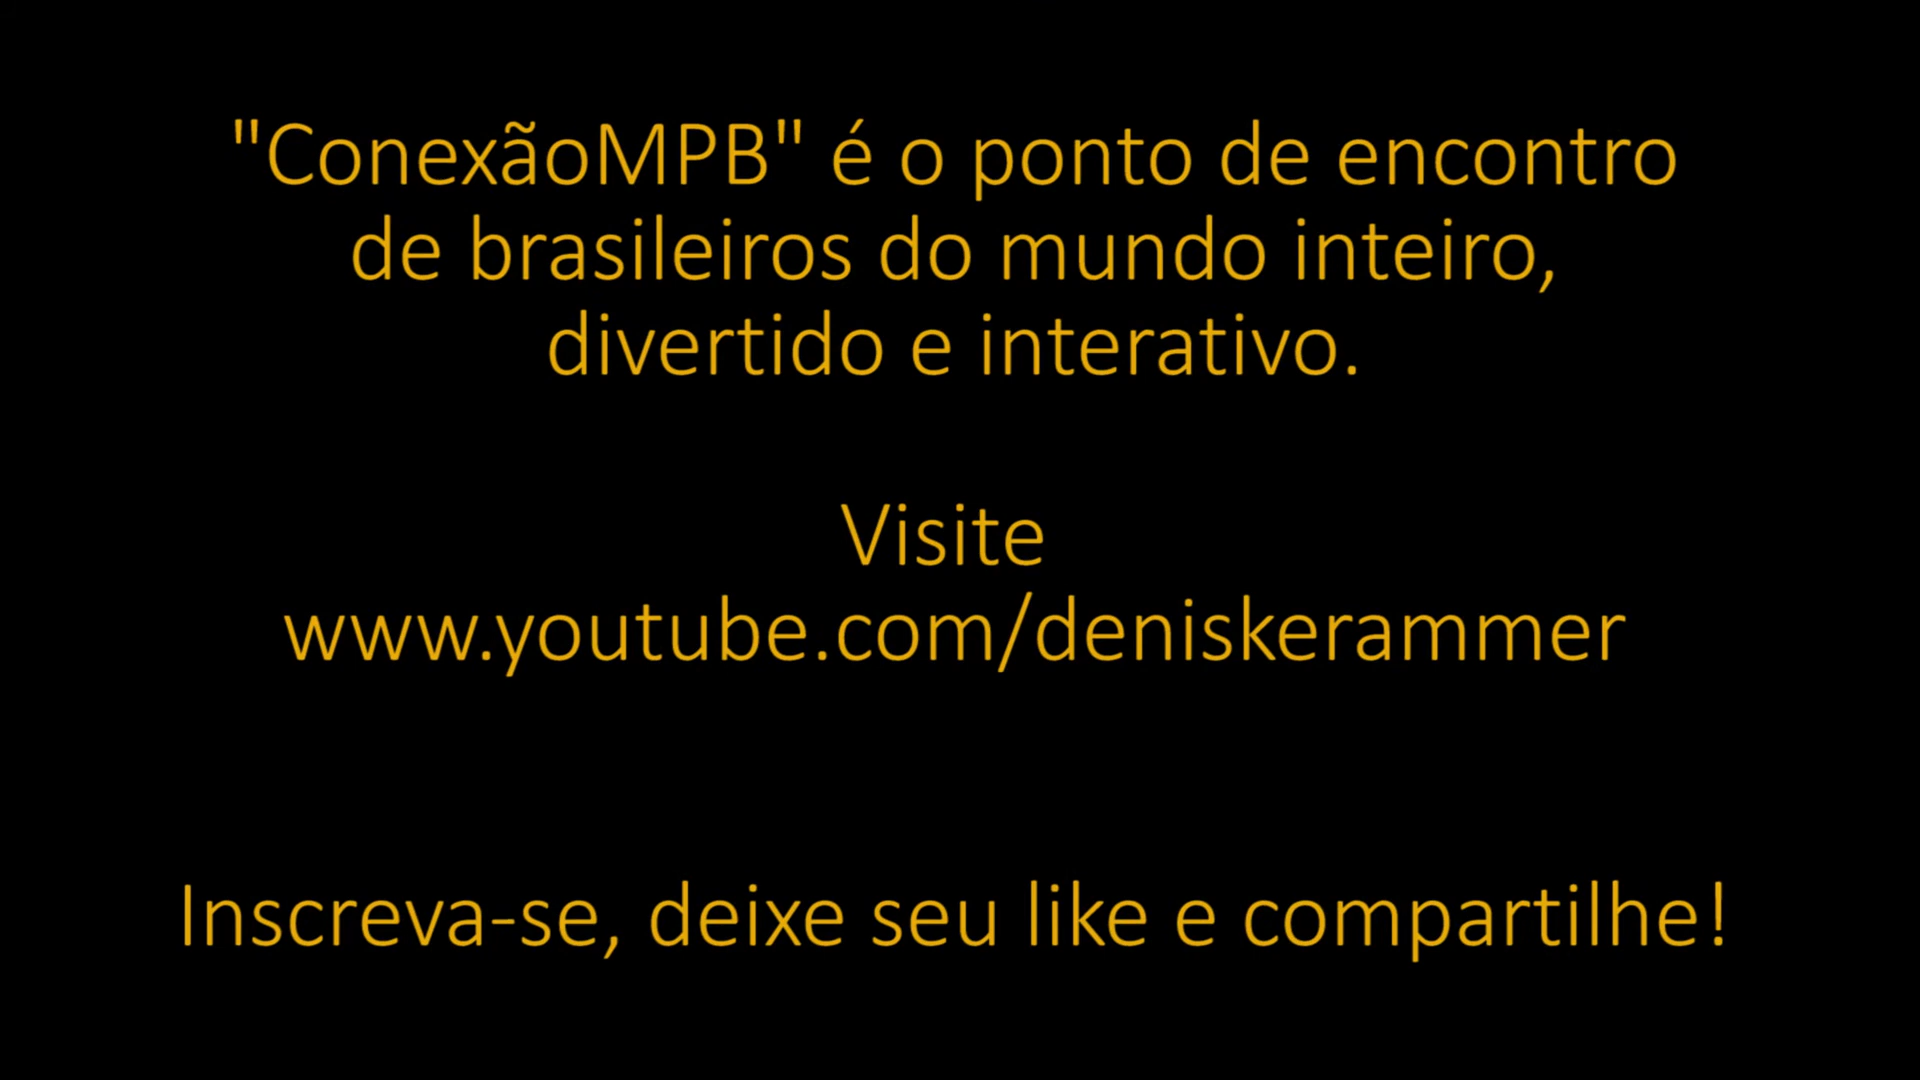 "ConexãoMPB" é o ponto de encontro
de brasileiros do mundo inteiro,
divertido e interativo.
Visite
www.youtube.com/deniskerammer
Inscreva-se, deixe seu like e compartilhe!